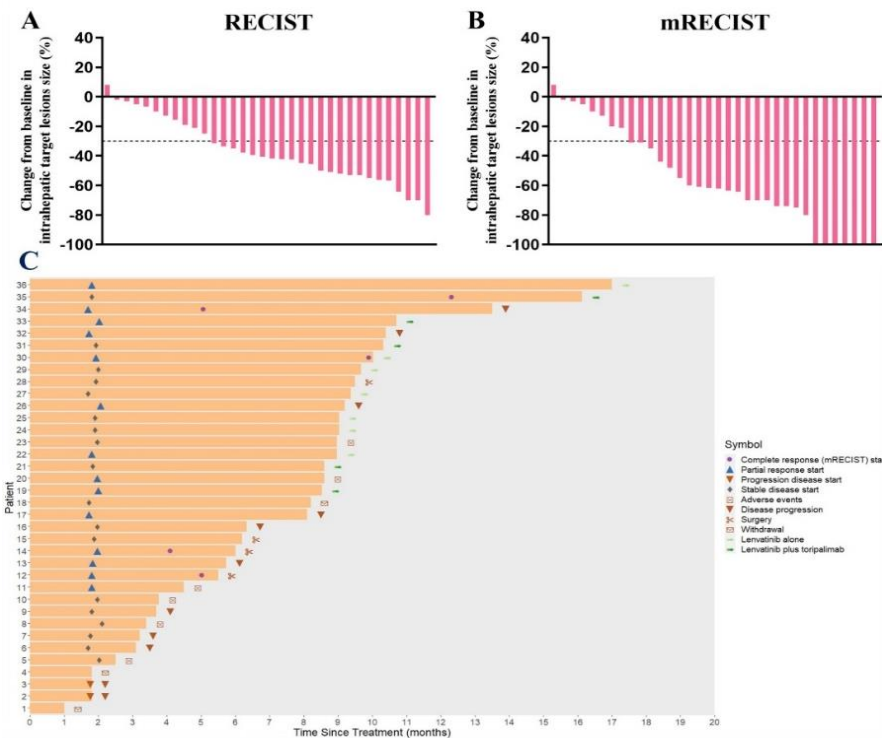 A
RECIST
Change from baseline in
intrahepatic target lesions size (%)
40
20
0
-20
-40
-60
-80
-100
B
mRECIST
Change from baseline in
intrahepatic target lesions size (%)
40
20
0
-20
-40
-60
-80
-100
C
Patient
36
35
34
33
32
31
30
29
28
27
26
25
24
23
22
21
20
19
18
17
16
15
14
13
12
11
10
9
8
7
6
5
4
3
2
1
0 1 2 3 4 5 6 7 8 9 10 11 12 13 14 15 16 17 18 19 20
Time Since Treatment (months)
Symbol
Complete response (mRECIST) sta
Partial response start
Progression disease start
Stable disease start
Adverse events
Disease progression
Surgery
Withdrawal
Lenvatinib alone
Lenvatinib plus toripalimab